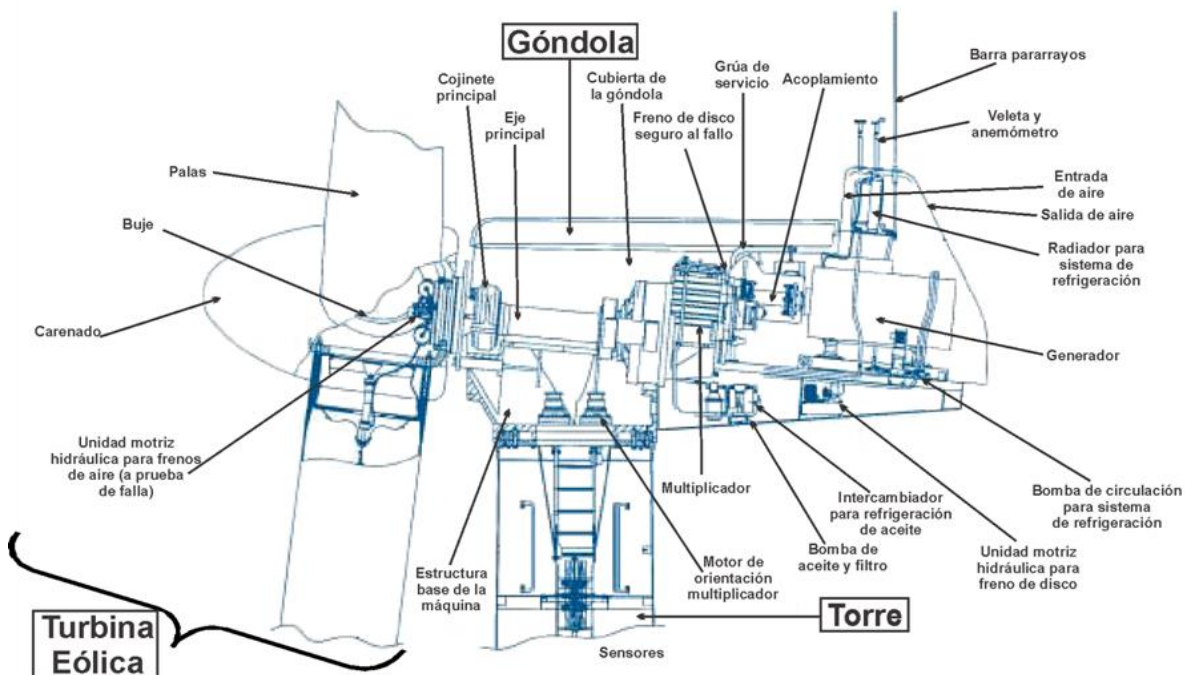 Góndola
Cojinete
principal
Eje
principal
Cubierta de
la góndola
Grúa de
servicio
Freno de disco
seguro al fallo
Acoplamiento
Barra pararrayos
Veleta y
anemómetro
Entrada
de aire
Salida de aire
Radiador para
sistema de
refrigeración
Palas
Buje
Carenado
Generador
Unidad motriz
hidráulica para frenos
de aire (a prueba
de falla)
Multiplicador
Intercambiador
para refrigeración
de aceite
Bomba de circulación
para sistema
de refrigeración
Bomba de
aceite y filtro
Unidad motriz
hidráulica para
freno de disco
Estructura
base de la
máquina
Motor de
orientación
multiplicador
Torre
Sensores
Turbina
Eólica